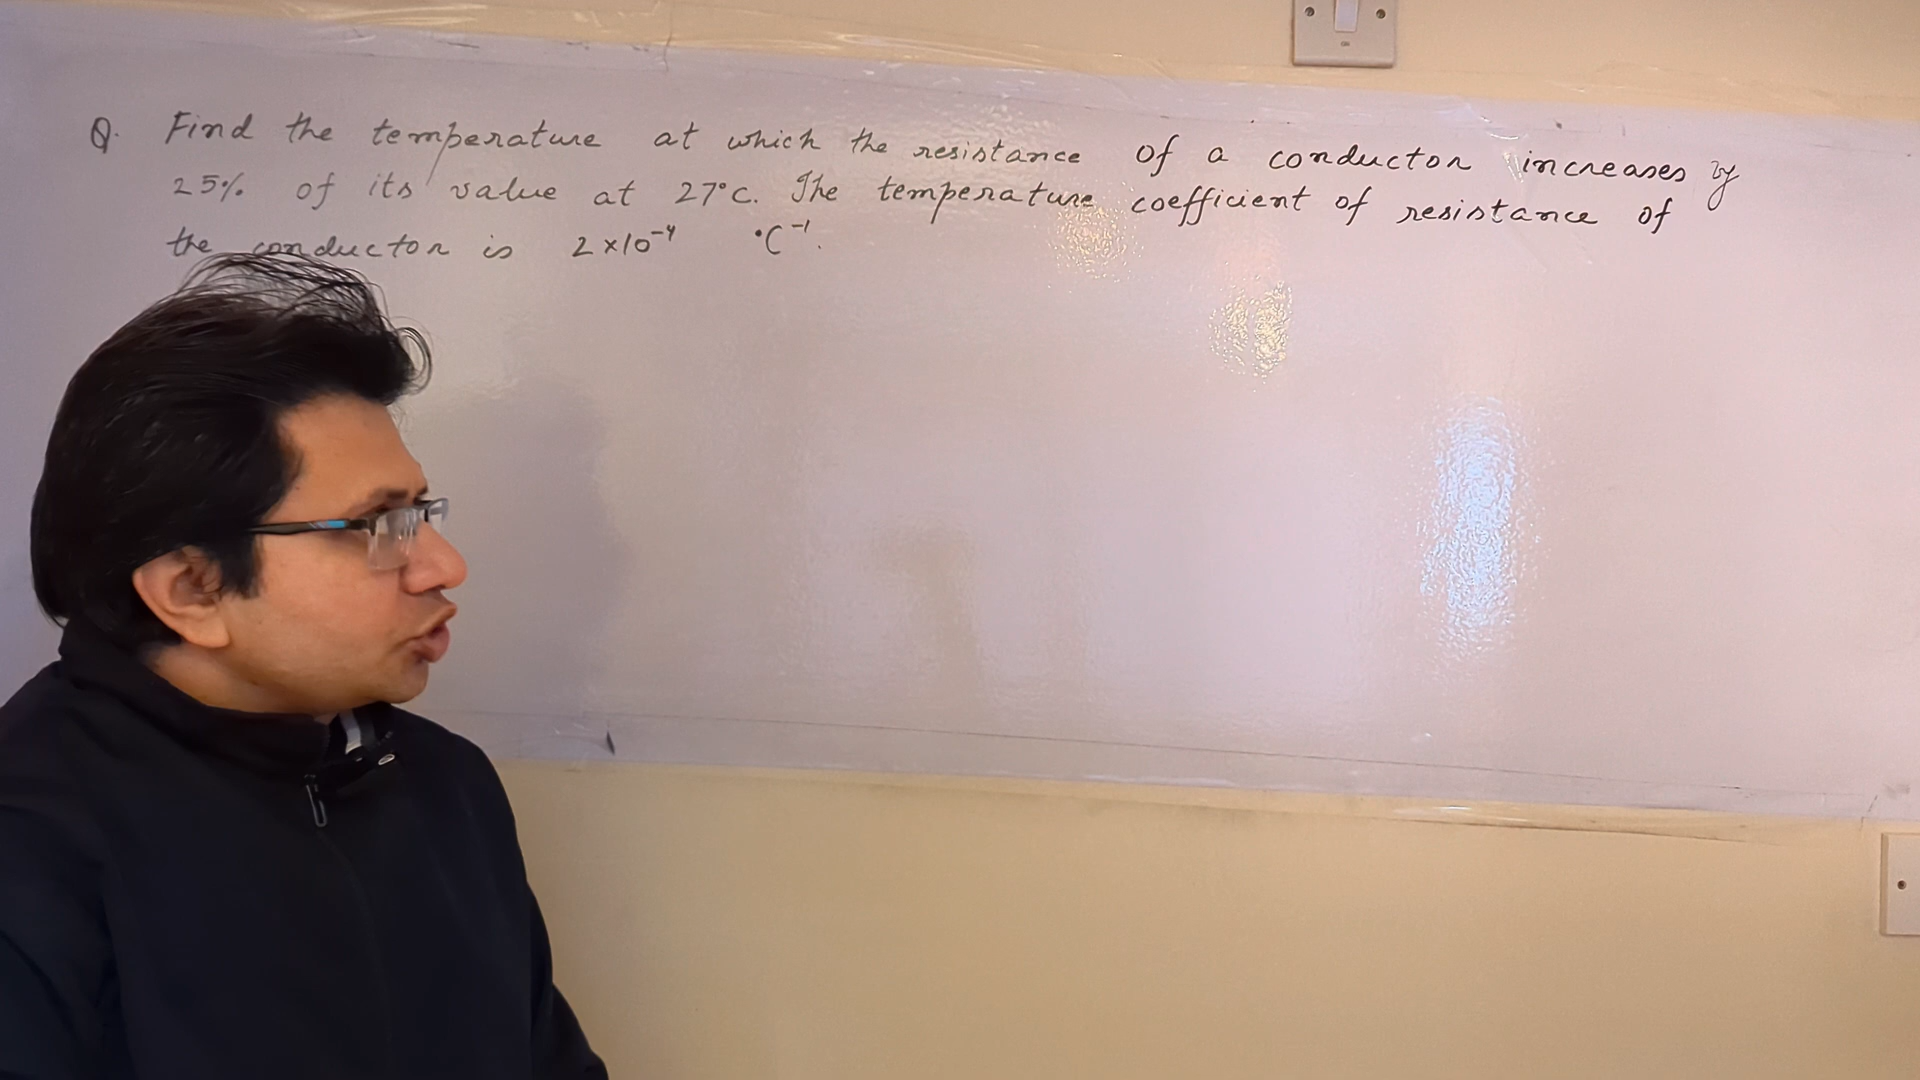 Q. Find the temperature at which the resistance of a conductor increases by
25% of its value at 27°C. The temperature coefficient of resistance of
the conductor is 2 x 10⁻⁴ °C⁻¹.